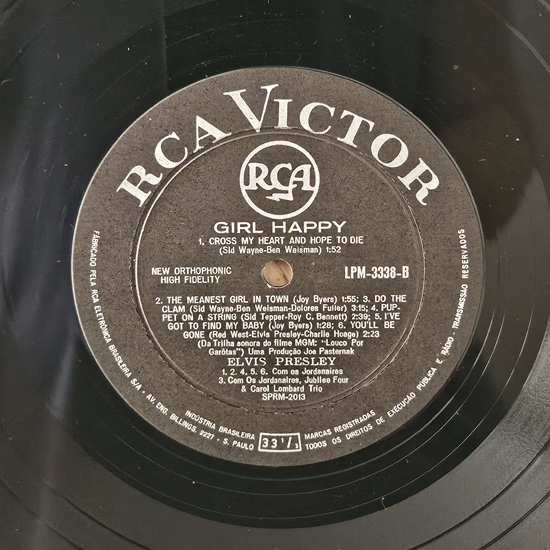 RCA VICTOR
RCA
GIRL HAPPY
1. CROSS MY HEART AND HOPE TO DIE
(Sid Wayne-Ben Weisman) 1:52
NEW ORTHOPHONIC
HIGH FIDELITY
LPM-3338-B
2. THE MEANEST GIRL IN TOWN (Joy Byers) 1:55; 3. DO THE
CLAM (Sid Wayne-Ben Weisman-Dolores Fuller) 3:15; 4. PUP-
PET ON A STRING (Sid Tepper-Roy C. Bennett) 2:39; 5. I'VE
GOT TO FIND MY BABY (Joy Byers) 1:28; 6. YOU'LL BE
GONE (Red West-Elvis Presley-Charlie Hoage) 2:23
(Da Trilha sonora do filme MGM: "Louco Por
Garôtas") Uma Produção Joe Pasternak
ELVIS PRESLEY
1. 2. 4. 5. 6. Com os Jordanaires
3. Com Os Jordanaires, Jubilee Four
& Carol Lombard Trio
SPRM-2013
INDÚSTRIA BRASILEIRA
33 1/3
MARCAS REGISTRADAS
FÁBRICADO PELA RCA ELETRÔNICA BRASILEIRA S/A - AV. ENG. BILLINGS, 2227 - S. PAULO
TODOS OS DIREITOS DE EXECUÇÃO PÚBLICA E RÁDIO TRANSMISSÃO RESERVADOS